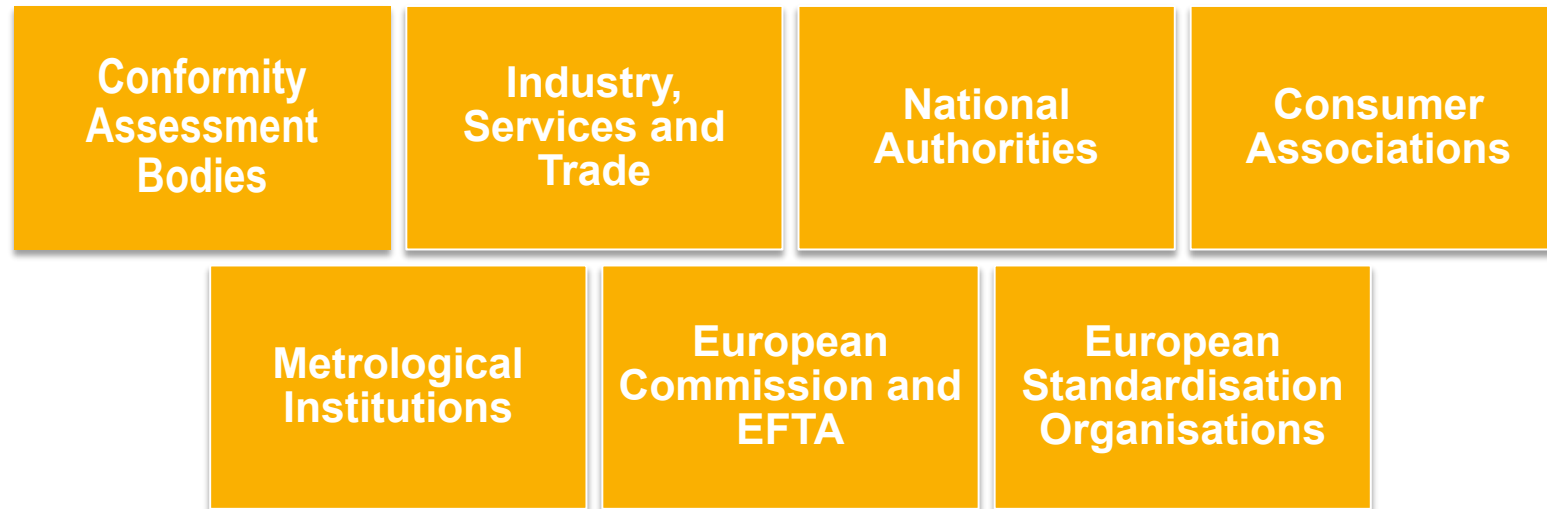 Conformity
Assessment
Bodies
Industry,
Services and
Trade
National
Authorities
Consumer
Associations
Metrological
Institutions
European
Commission and
EFTA
European
Standardisation
Organisations